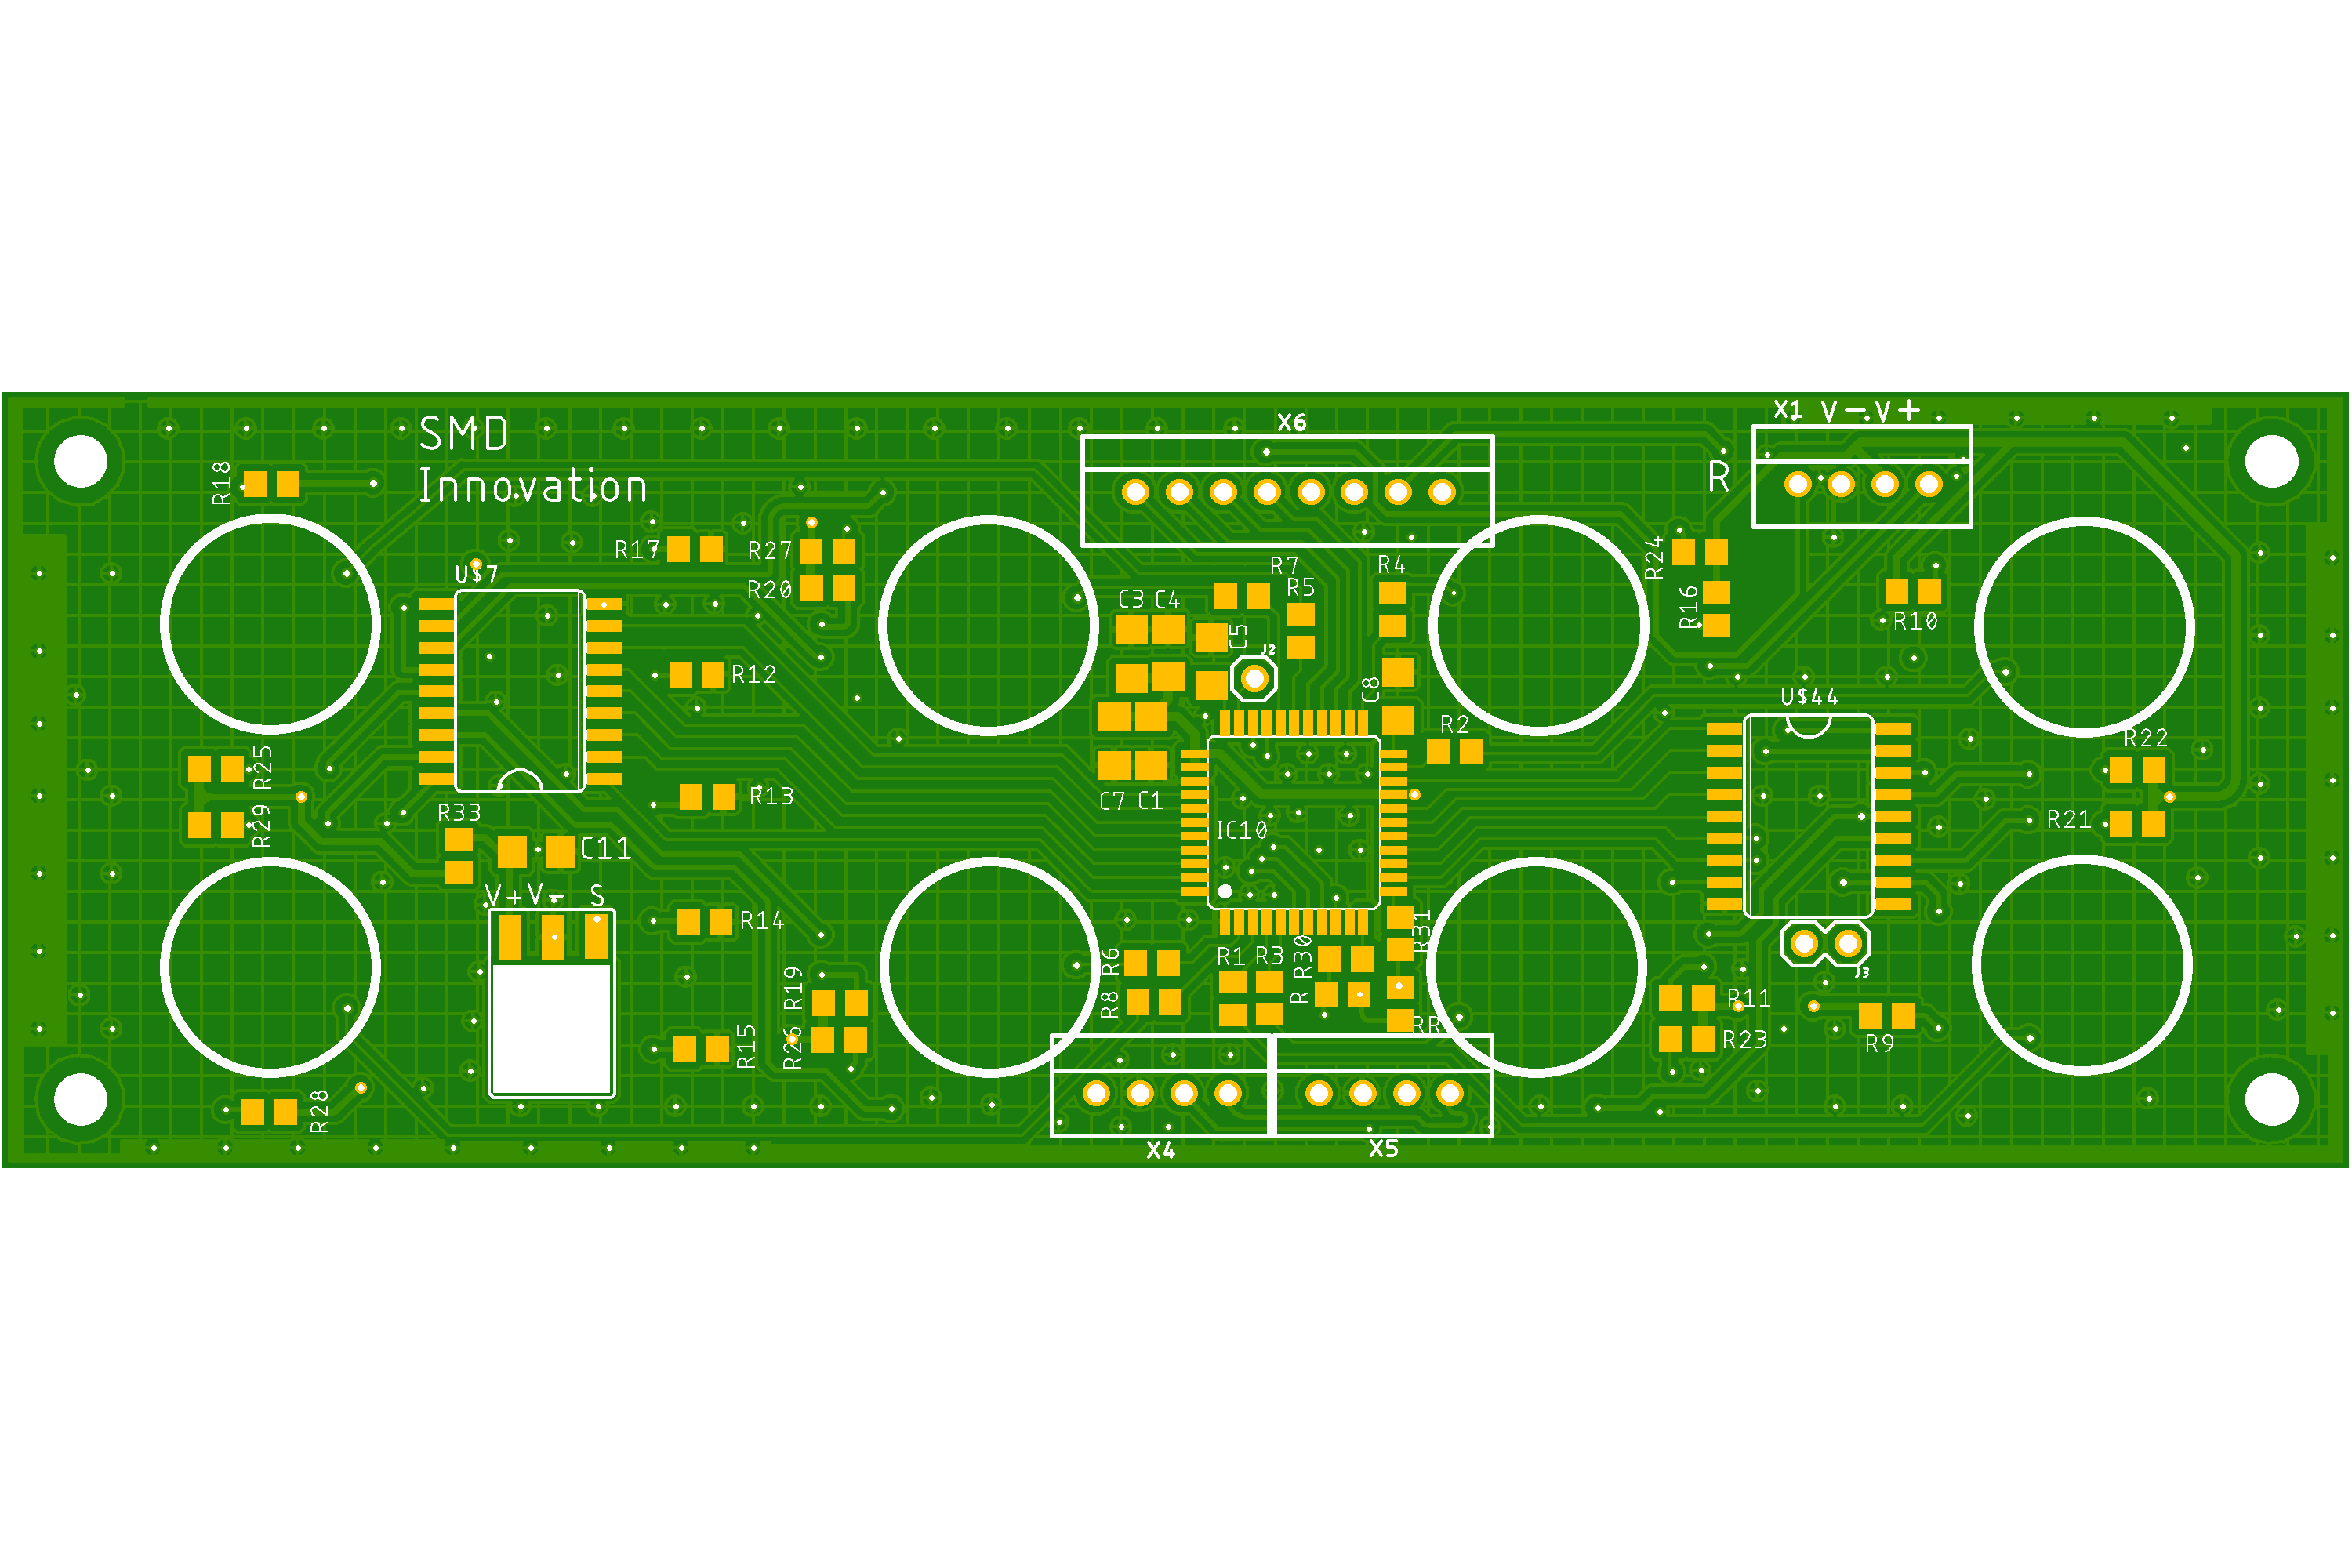 SMD
Innovation
X6
X1 V-V+
R
R18
R17
R27
R20
U$7
R7
R5
R4
C3 C4
C5
J2
R24
R16
R10
R12
C8
U$44
R2
R22
R25
R29
R13
R33
C7 C1
IC10
R21
C11
V+V- S
R14
R31
R6
R1 R3
R30
J3
R19
R8
R
R11
R15
R26
RR
R23
R9
R28
X4
X5